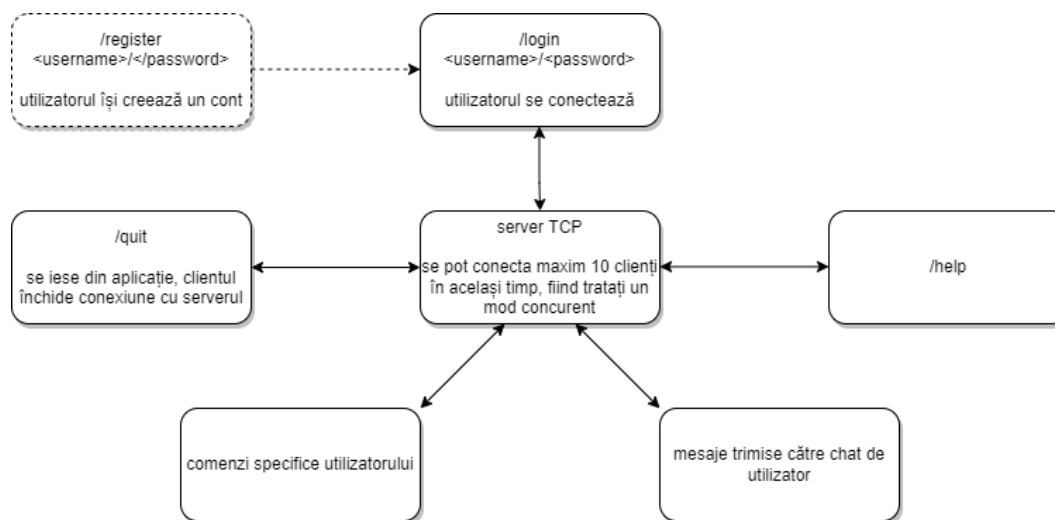 /register
<username>/</password>
utilizatorul își creează un cont
/login
<username>/<password>
utilizatorul se conectează
/quit
se iese din aplicație, clientul
închide conexiune cu serverul
server TCP
se pot conecta maxim 10 clienți
în același timp, fiind tratați un
mod concurent
/help
comenzi specifice utilizatorului
mesaje trimise către chat de
utilizator